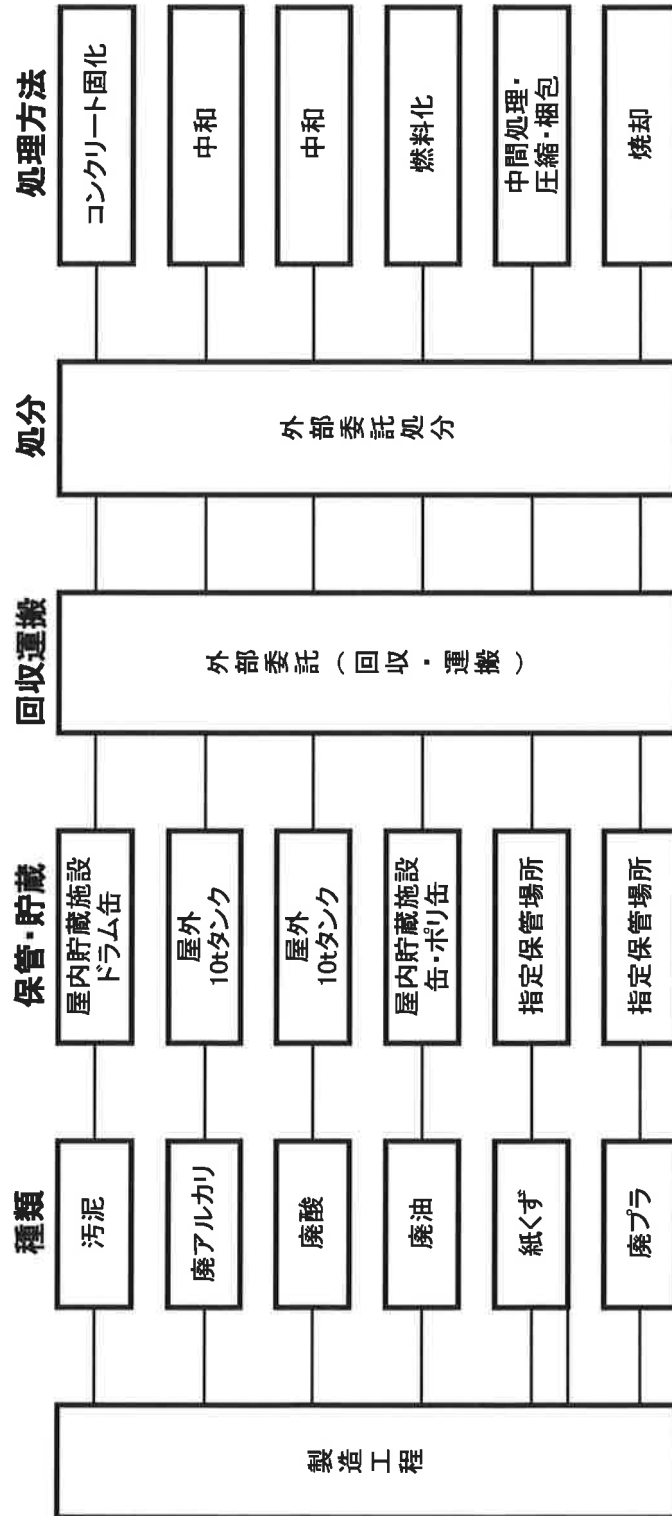 種類
保管・貯蔵
回収運搬
処分
処理方法
製造工程
汚泥
屋内貯蔵施設
ドラム缶
コンクリート固化
廃アルカリ
屋外
10tタンク
中和
廃酸
屋外
10tタンク
中和
廃油
屋内貯蔵施設
缶・ポリ缶
燃料化
紙くず
指定保管場所
中間処理・
圧縮・梱包
廃プラ
指定保管場所
焼却
外部委託(回収・運搬)
外部委託処分